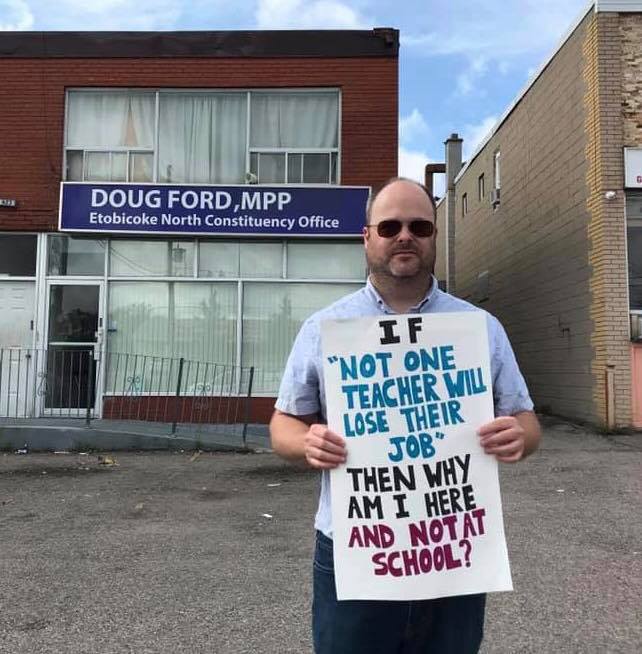 DOUG FORD, MPP
Etobicoke North Constituency Office
IF
"NOT ONE
TEACHER WILL
LOSE THEIR
JOB"
THEN WHY
AM I HERE
AND NOT AT
SCHOOL?